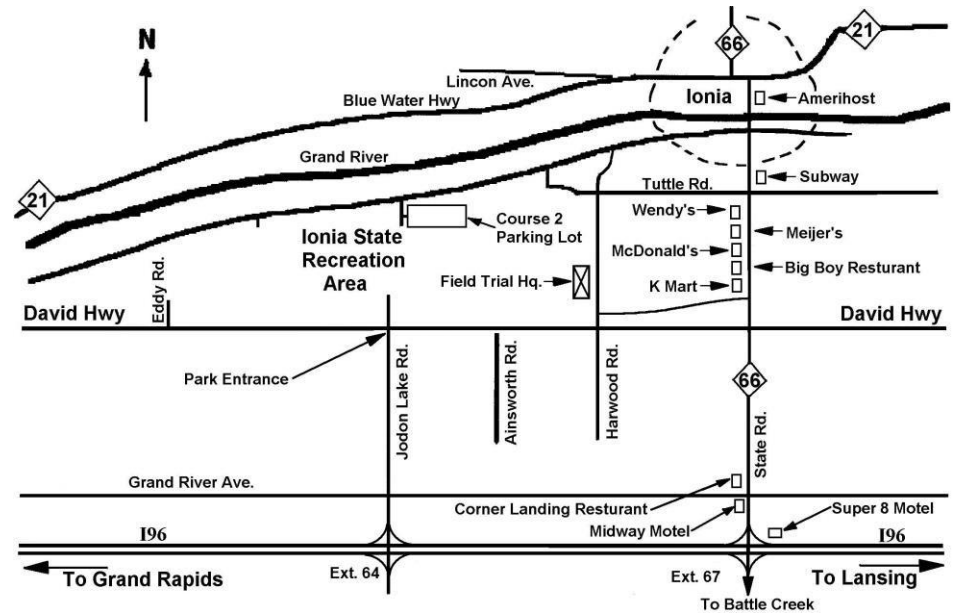 N
66
21
Lincon Ave.
Ionia
Amerihost
Blue Water Hwy
Grand River
21
Tuttle Rd.
Subway
Wendy's
Course 2
Parking Lot
Meijer's
Ionia State
Recreation
Area
McDonald's
Field Trial Hq.
Big Boy Resturant
K Mart
Eddy Rd.
David Hwy
David Hwy
Park Entrance
Jodon Lake Rd.
Ainsworth Rd.
Harwood Rd.
66
State Rd.
Grand River Ave.
Corner Landing Resturant
Super 8 Motel
Midway Motel
I96
I96
To Grand Rapids
Ext. 64
Ext. 67
To Lansing
To Battle Creek